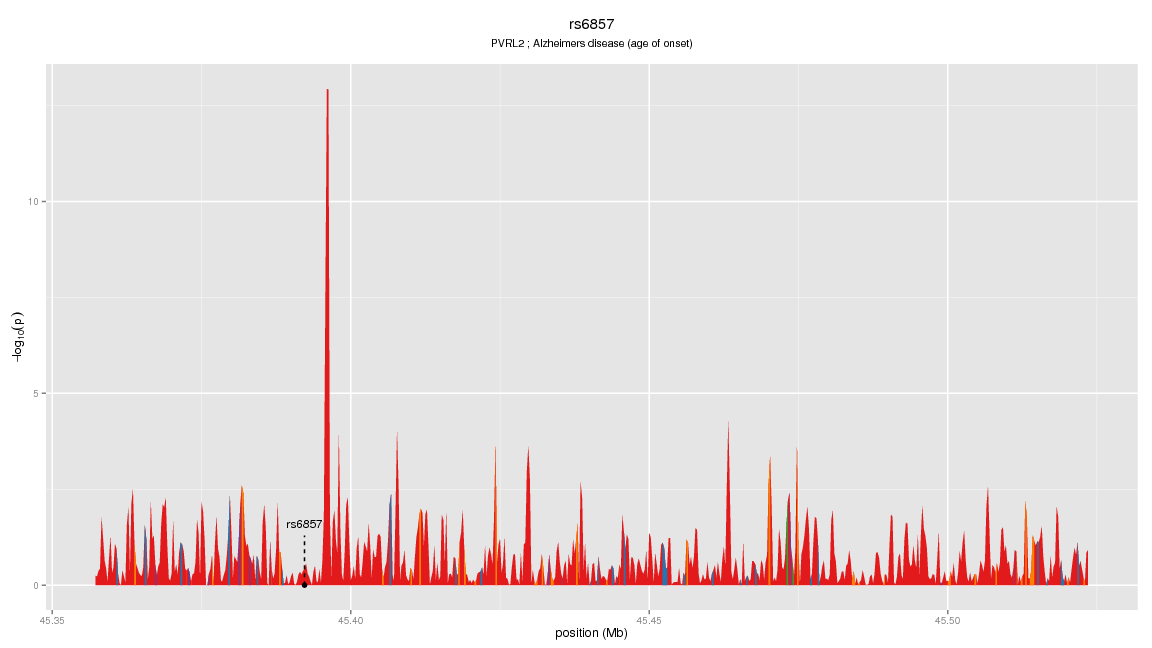 rs6857
PVRL2 ; Alzheimers disease (age of onset)
10
5
0
−log10(p)
rs6857
45.35
45.40
45.45
45.50
position (Mb)